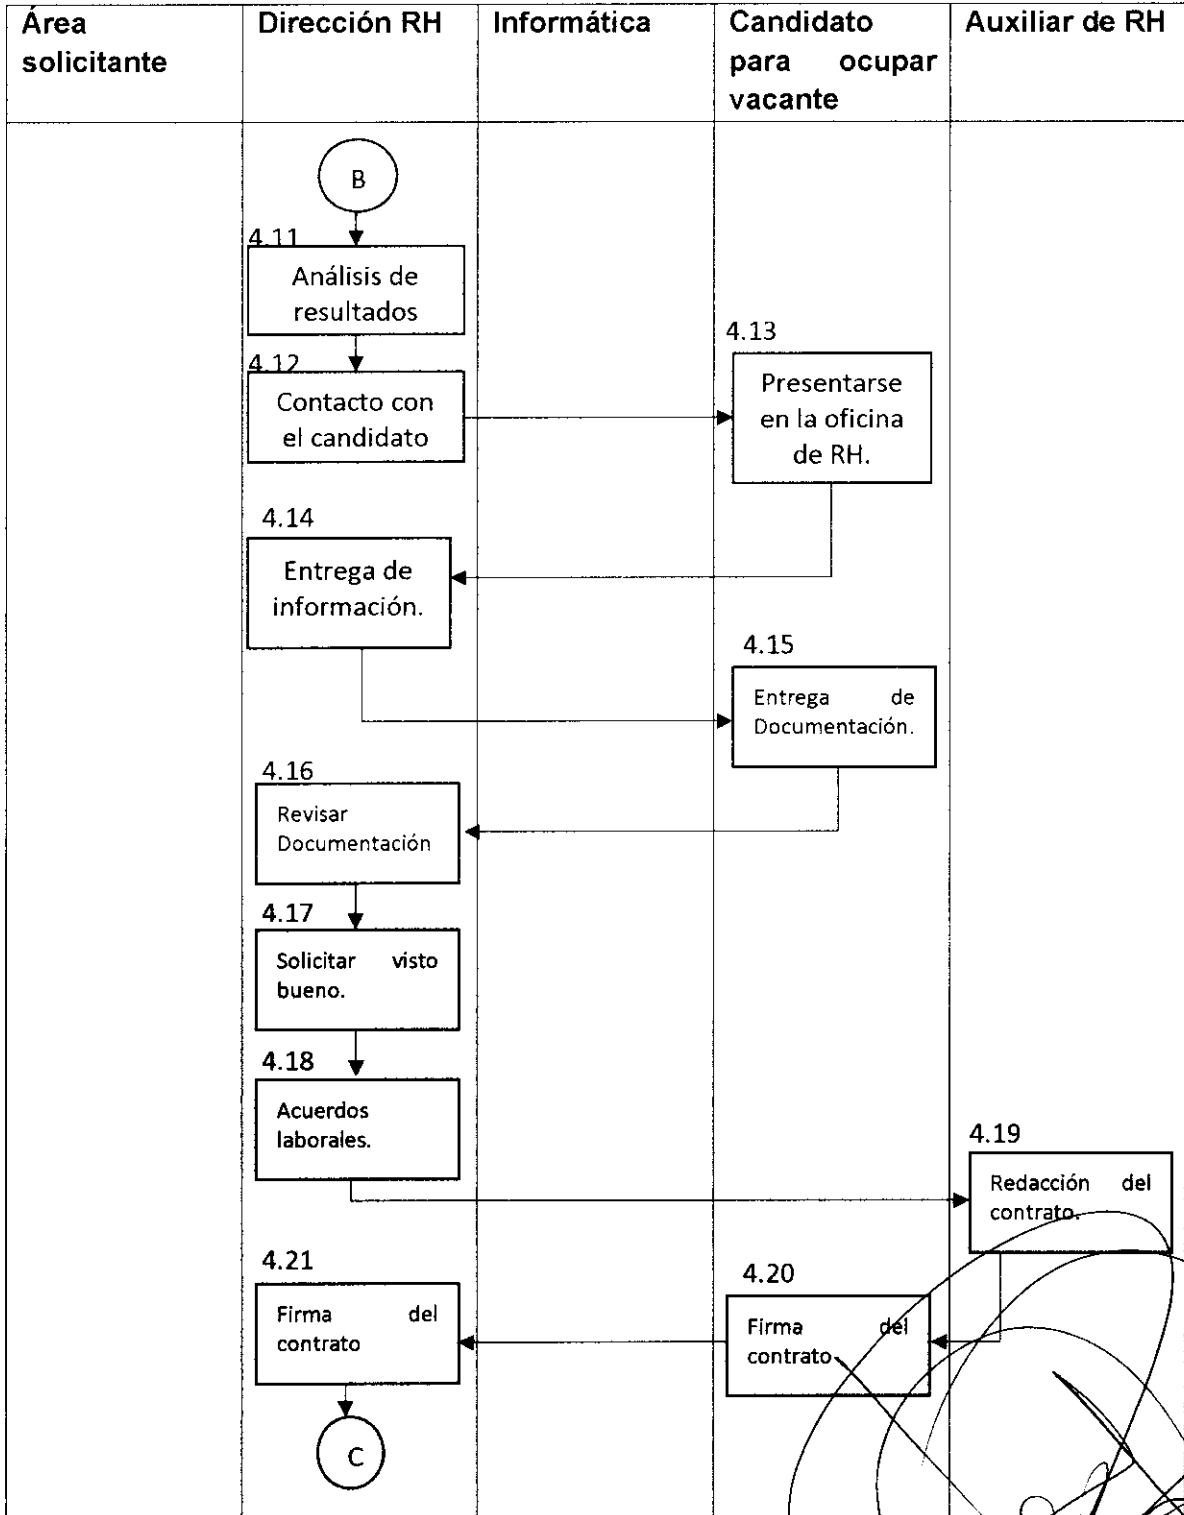 Área
solicitante
Dirección RH
Informática
Candidato
para ocupar
vacante
Auxiliar de RH
B
4.11
Análisis de
resultados
4.12
Contacto con
el candidato
4.13
Presentarse
en la oficina
de RH.
4.14
Entrega de
información.
4.15
Entrega de
Documentación.
4.16
Revisar
Documentación
4.17
Solicitar visto
bueno.
4.18
Acuerdos
laborales.
4.19
Redacción del
contrato.
4.20
Firma del
contrato
4.21
Firma del
contrato
C